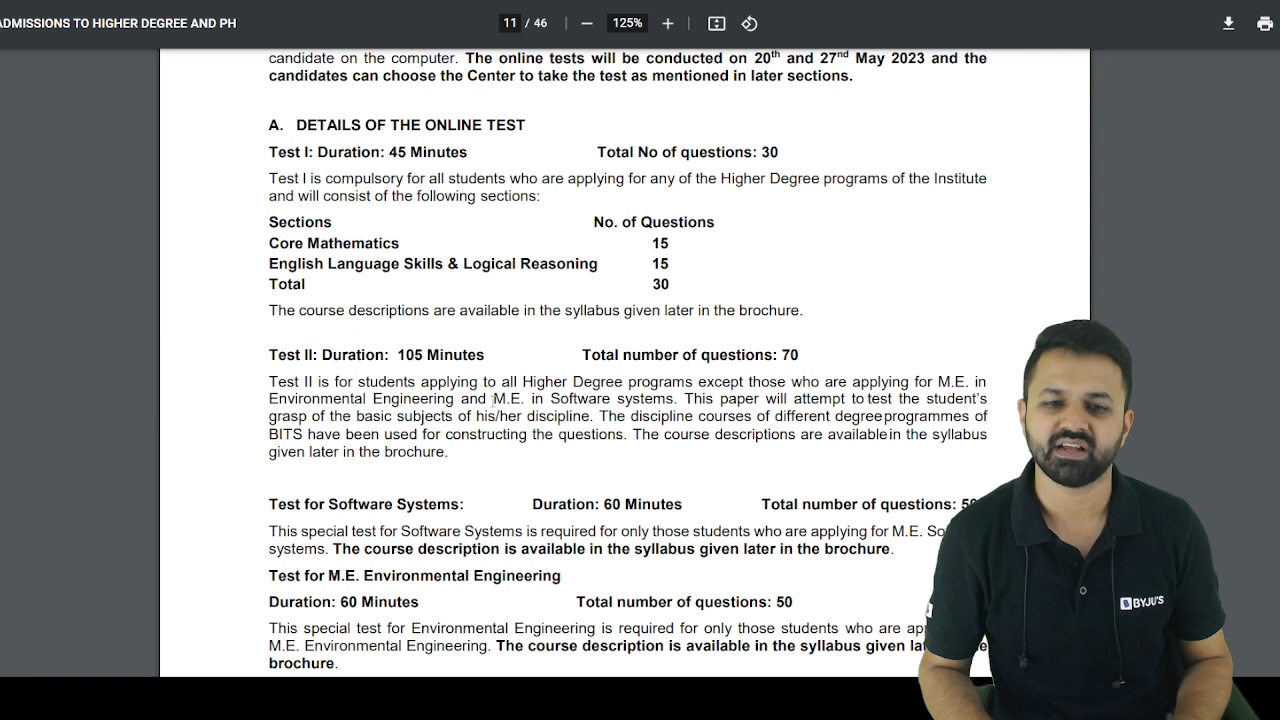 ADMISSIONS TO HIGHER DEGREE AND PH
11 / 46
125%
candidate on the computer. The online tests will be conducted on 20th and 27nd May 2023 and the
candidates can choose the Center to take the test as mentioned in later sections.
A. DETAILS OF THE ONLINE TEST
Test I: Duration: 45 Minutes Total No of questions: 30
Test I is compulsory for all students who are applying for any of the Higher Degree programs of the Institute
and will consist of the following sections:
Sections No. of Questions
Core Mathematics 15
English Language Skills & Logical Reasoning 15
Total 30
The course descriptions are available in the syllabus given later in the brochure.
Test II: Duration: 105 Minutes Total number of questions: 70
Test II is for students applying to all Higher Degree programs except those who are applying for M.E. in
Environmental Engineering and M.E. in Software systems. This paper will attempt to test the student's
grasp of the basic subjects of his/her discipline. The discipline courses of different degree programmes of
BITS have been used for constructing the questions. The course descriptions are available in the syllabus
given later in the brochure.
Test for Software Systems: Duration: 60 Minutes Total number of questions:
This special test for Software Systems is required for only those students who are applying for M.E. So
systems. The course description is available in the syllabus given later in the brochure.
Test for M.E. Environmental Engineering
Duration: 60 Minutes Total number of questions: 50
This special test for Environmental Engineering is required for only those students who are
M.E. Environmental Engineering. The course description is available in the syllabus given
brochure.
BYJU'S